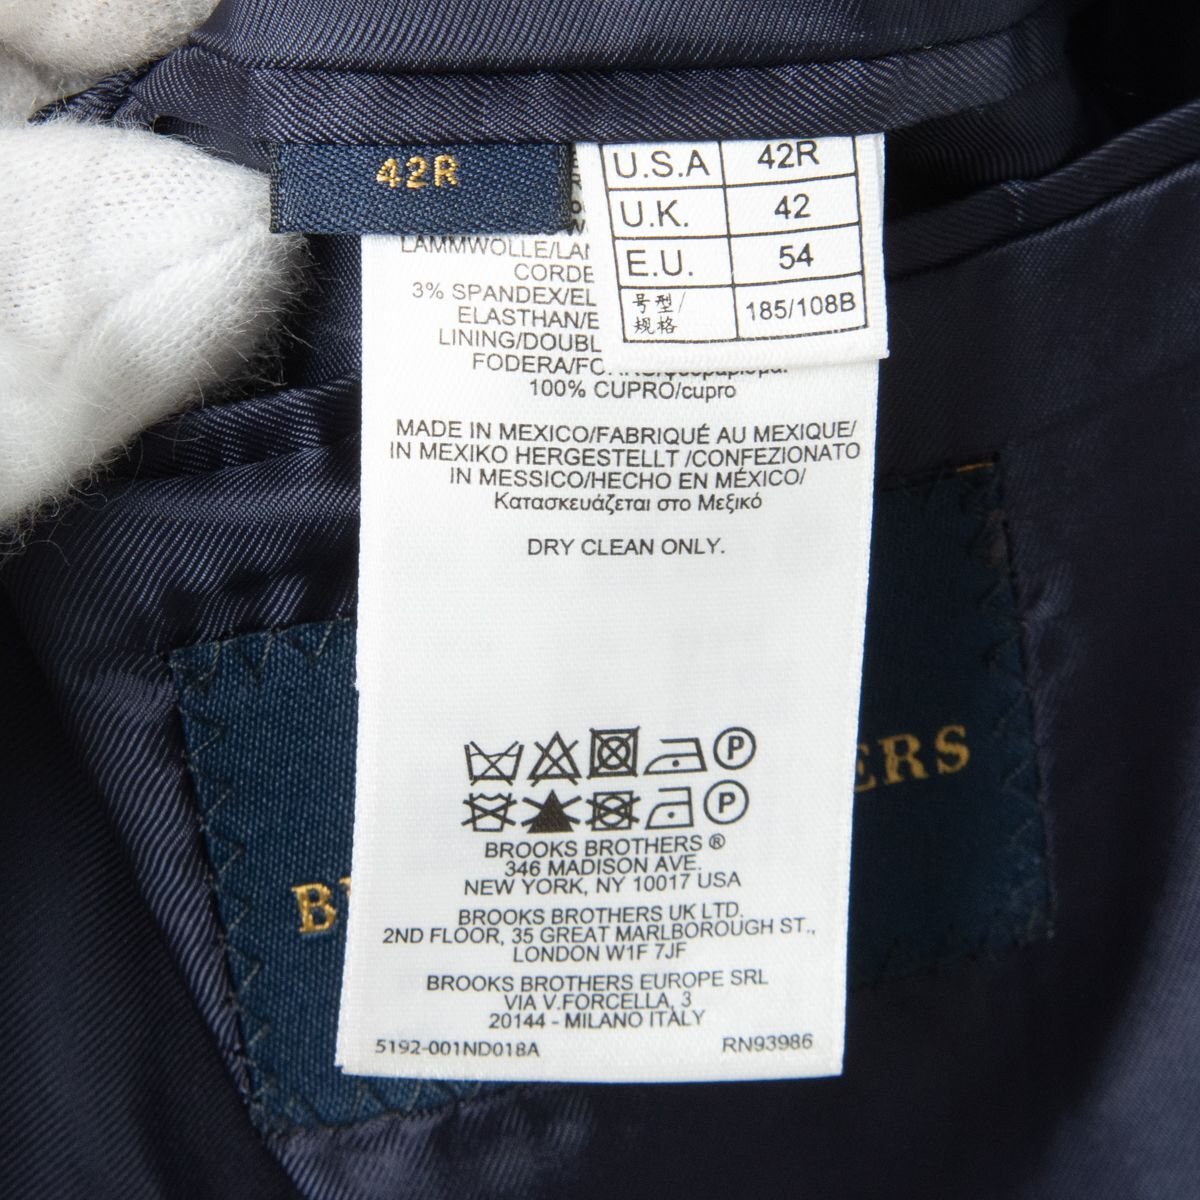 42R
U.S.A 42R
U.K. 42
E.U. 54
号型/ 185/108B
规格
LAMMWOLLE/LA
CORDE
3% SPANDEX/EL
ELASTHAN/E
LINING/DOUBL
FODERA/FO
100% CUPRO/cupro
MADE IN MEXICO/FABRIQUÉ AU MEXIQUE/
IN MEXIKO HERGESTELLT /CONFEZIONATO
IN MESSICO/HECHO EN MÉXICO/
Κατασκευάζεται στο Μεξικό
DRY CLEAN ONLY.
P
P
BROOKS BROTHERS ®
346 MADISON AVE.
NEW YORK, NY 10017 USA
BROOKS BROTHERS UK LTD.
2ND FLOOR, 35 GREAT MARLBOROUGH ST.,
LONDON W1F 7JF
BROOKS BROTHERS EUROPE SRL
VIA V.FORCELLA, 3
20144 - MILANO ITALY
5192-001ND018A RN93986
B ERS